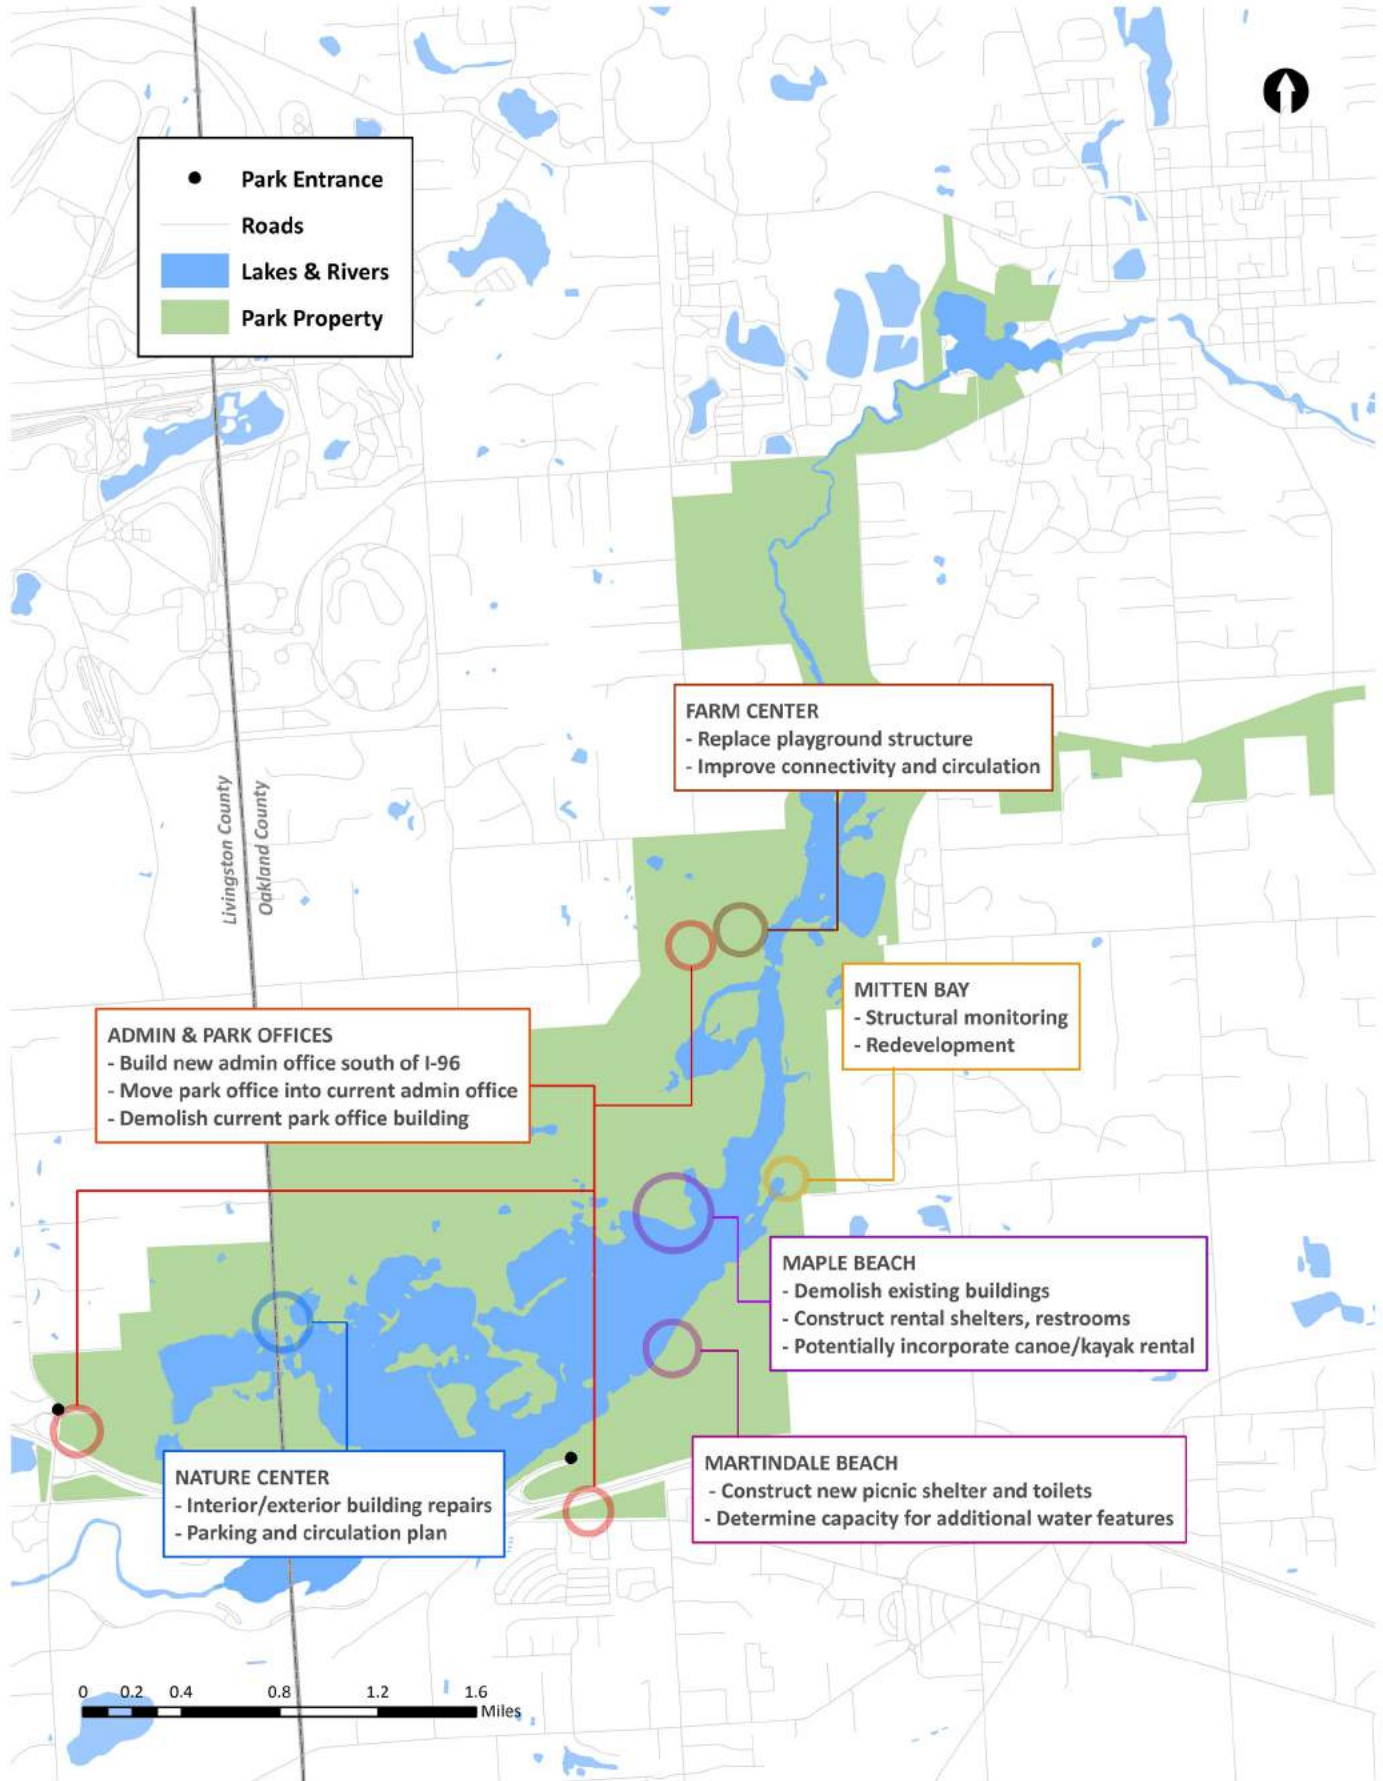 Park Entrance
Roads
Lakes & Rivers
Park Property
FARM CENTER
- Replace playground structure
- Improve connectivity and circulation
Livingston County
Oakland County
MITTEN BAY
- Structural monitoring
- Redevelopment
ADMIN & PARK OFFICES
- Build new admin office south of I-96
- Move park office into current admin office
- Demolish current park office building
MAPLE BEACH
- Demolish existing buildings
- Construct rental shelters, restrooms
- Potentially incorporate canoe/kayak rental
MARTINDALE BEACH
- Construct new picnic shelter and toilets
- Determine capacity for additional water features
NATURE CENTER
- Interior/exterior building repairs
- Parking and circulation plan
0 0.2 0.4 0.8 1.2 1.6
Miles